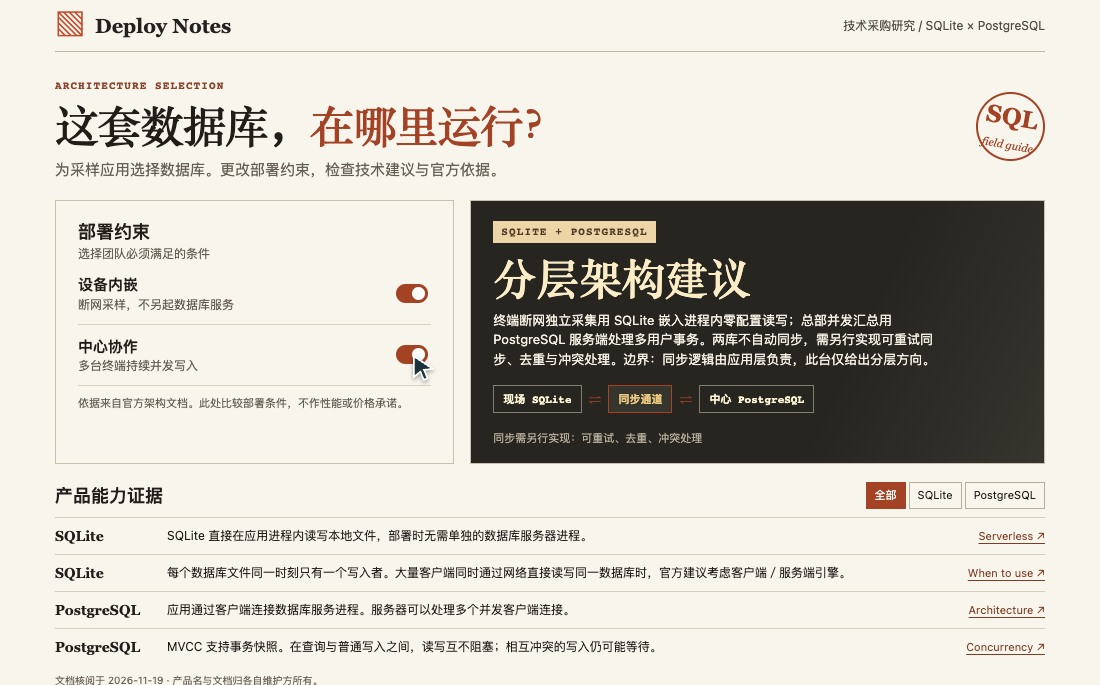 Deploy Notes
技术采购研究 / SQLite × PostgreSQL
ARCHITECTURE SELECTION
这套数据库，在哪里运行?
为采样应用选择数据库。更改部署约束，检查技术建议与官方依据。
SQL
field guide
部署约束
选择团队必须满足的条件
设备内嵌
断网采样，不另起数据库服务
中心协作
多台终端持续并发写入
依据来自官方架构文档。此处比较部署条件，不作性能或价格承诺。
SQLITE + POSTGRESQL
分层架构建议
终端断网独立采集用 SQLite 嵌入进程内零配置读写；总部并发汇总用
PostgreSQL 服务端处理多用户事务。两库不自动同步，需另行实现可重试同
步、去重与冲突处理。边界：同步逻辑由应用层负责，此台仅给出分层方向。
现场 SQLite ⇌ 同步通道 ⇌ 中心 PostgreSQL
同步需另行实现：可重试、去重、冲突处理
产品能力证据
全部 SQLite PostgreSQL
SQLite SQLite 直接在应用进程内读写本地文件，部署时无需单独的数据库服务器进程。 Serverless ↗
SQLite 每个数据库文件同一时刻只有一个写入者。大量客户端同时通过网络直接读写同一数据库时，官方建议考虑客户端 / 服务端引擎。 When to use ↗
PostgreSQL 应用通过客户端连接数据库服务进程。服务器可以处理多个并发客户端连接。 Architecture ↗
PostgreSQL MVCC 支持事务快照。在查询与普通写入之间，读写互不阻塞；相互冲突的写入仍可能等待。 Concurrency ↗
文档核阅于 2026-11-19 · 产品名与文档归各自维护方所有。